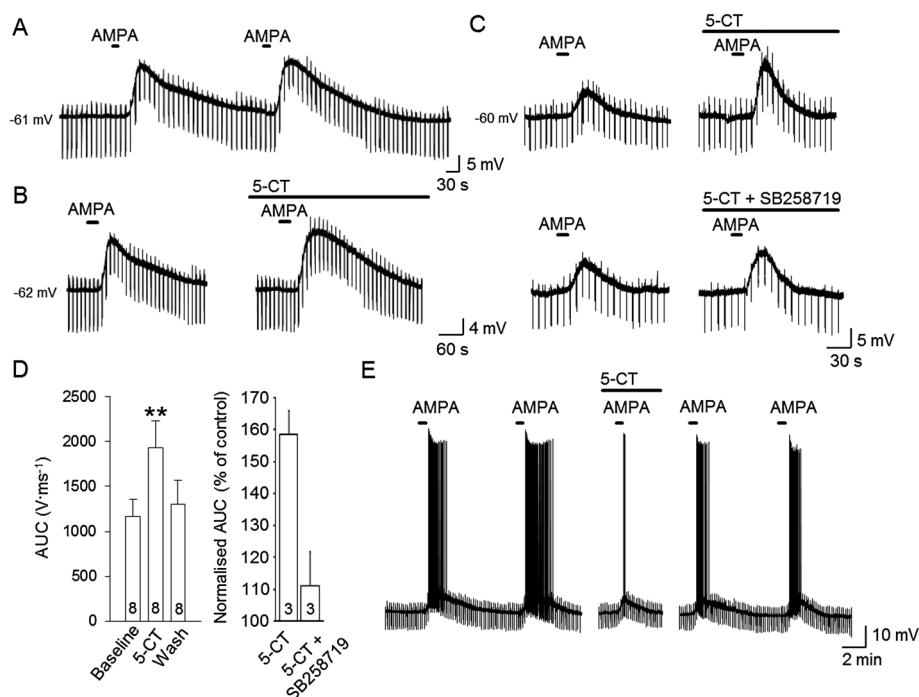 A
AMPA
AMPA
-61 mV
5 mV
30 s
B
AMPA
5-CT
AMPA
-62 mV
4 mV
60 s
C
AMPA
5-CT
AMPA
-60 mV
AMPA
5-CT + SB258719
AMPA
5 mV
30 s
D
AUC (V·ms⁻¹)
2500
2000
1500
1000
500
0
**
8
8
8
Baseline
5-CT
Wash
Normalised AUC (% of control)
170
160
150
140
130
120
110
100
3
3
5-CT
5-CT +
SB258719
E
5-CT
AMPA
AMPA
AMPA
AMPA
AMPA
10 mV
2 min